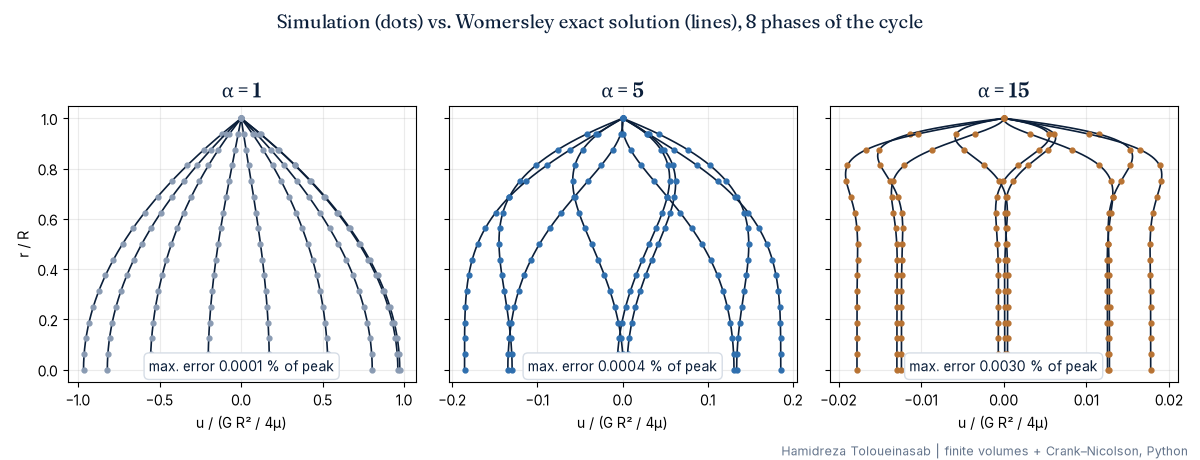 Simulation (dots) vs. Womersley exact solution (lines), 8 phases of the cycle
α = 1
α = 5
α = 15
r / R
1.0
0.8
0.6
0.4
0.2
0.0
max. error 0.0001 % of peak
max. error 0.0004 % of peak
max. error 0.0030 % of peak
−1.0 −0.5 0.0 0.5 1.0
−0.2 −0.1 0.0 0.1 0.2
−0.02 −0.01 0.00 0.01 0.02
u / (G R² / 4μ)
u / (G R² / 4μ)
u / (G R² / 4μ)
Hamidreza Toloueinasab | finite volumes + Crank–Nicolson, Python